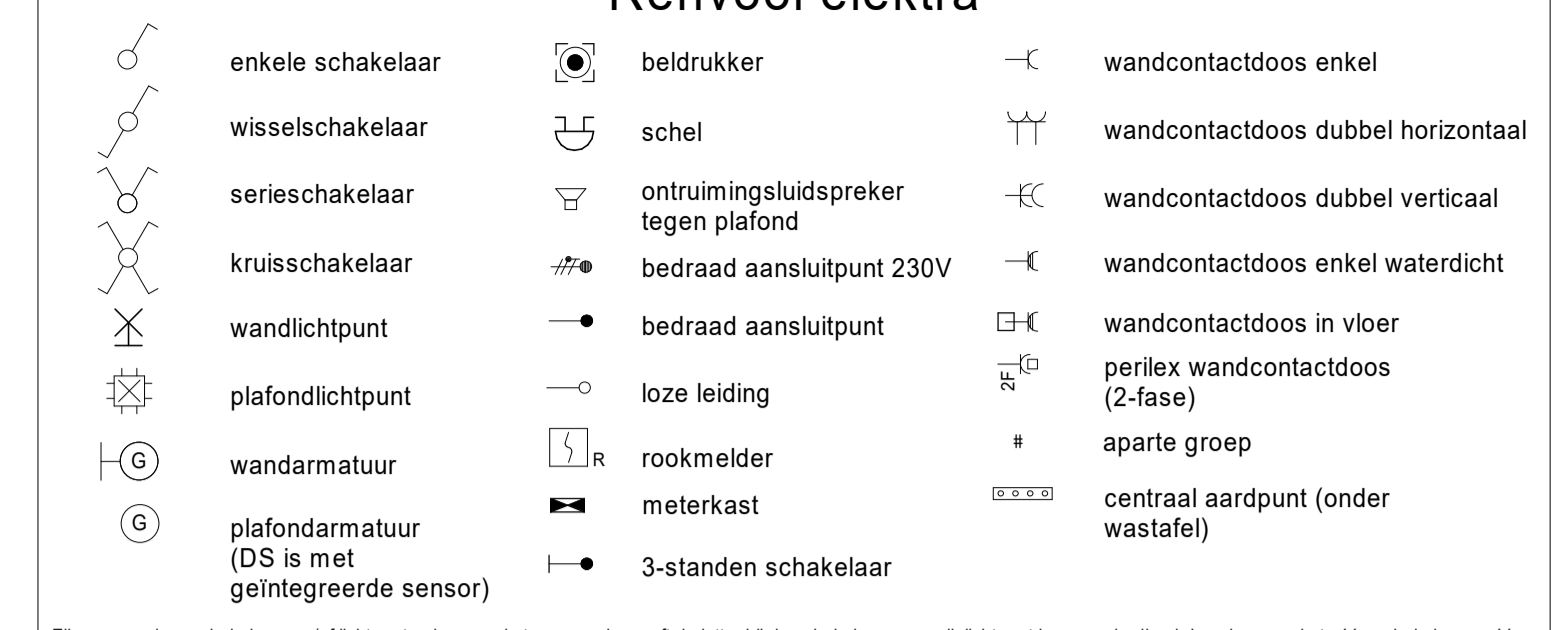 enkele schakelaar
wisselschakelaar
serieschakelaar
kruisschakelaar
wandlichtpunt
plafondlichtpunt
G
wandarmatuur
G
plafondarmatuur
(DS is met
geïntegreerde sensor)
beldrukker
schel
ontruimingsluidspreker
tegen plafond
bedraad aansluitpunt 230V
bedraad aansluitpunt
loze leiding
R
rookmelder
meterkast
3-standen schakelaar
wandcontactdoos enkel
wandcontactdoos dubbel horizontaal
wandcontactdoos dubbel verticaal
wandcontactdoos enkel waterdicht
wandcontactdoos in vloer
2F
perilex wandcontactdoos
(2-fase)
#
aparte groep
centraal aardpunt (onder
wastafel)